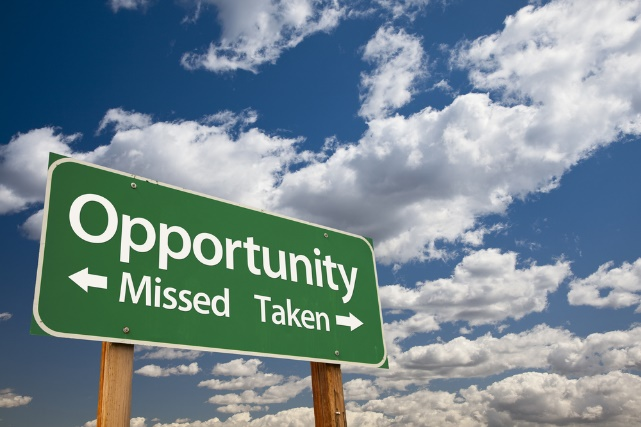 Opportunity
← Missed Taken →